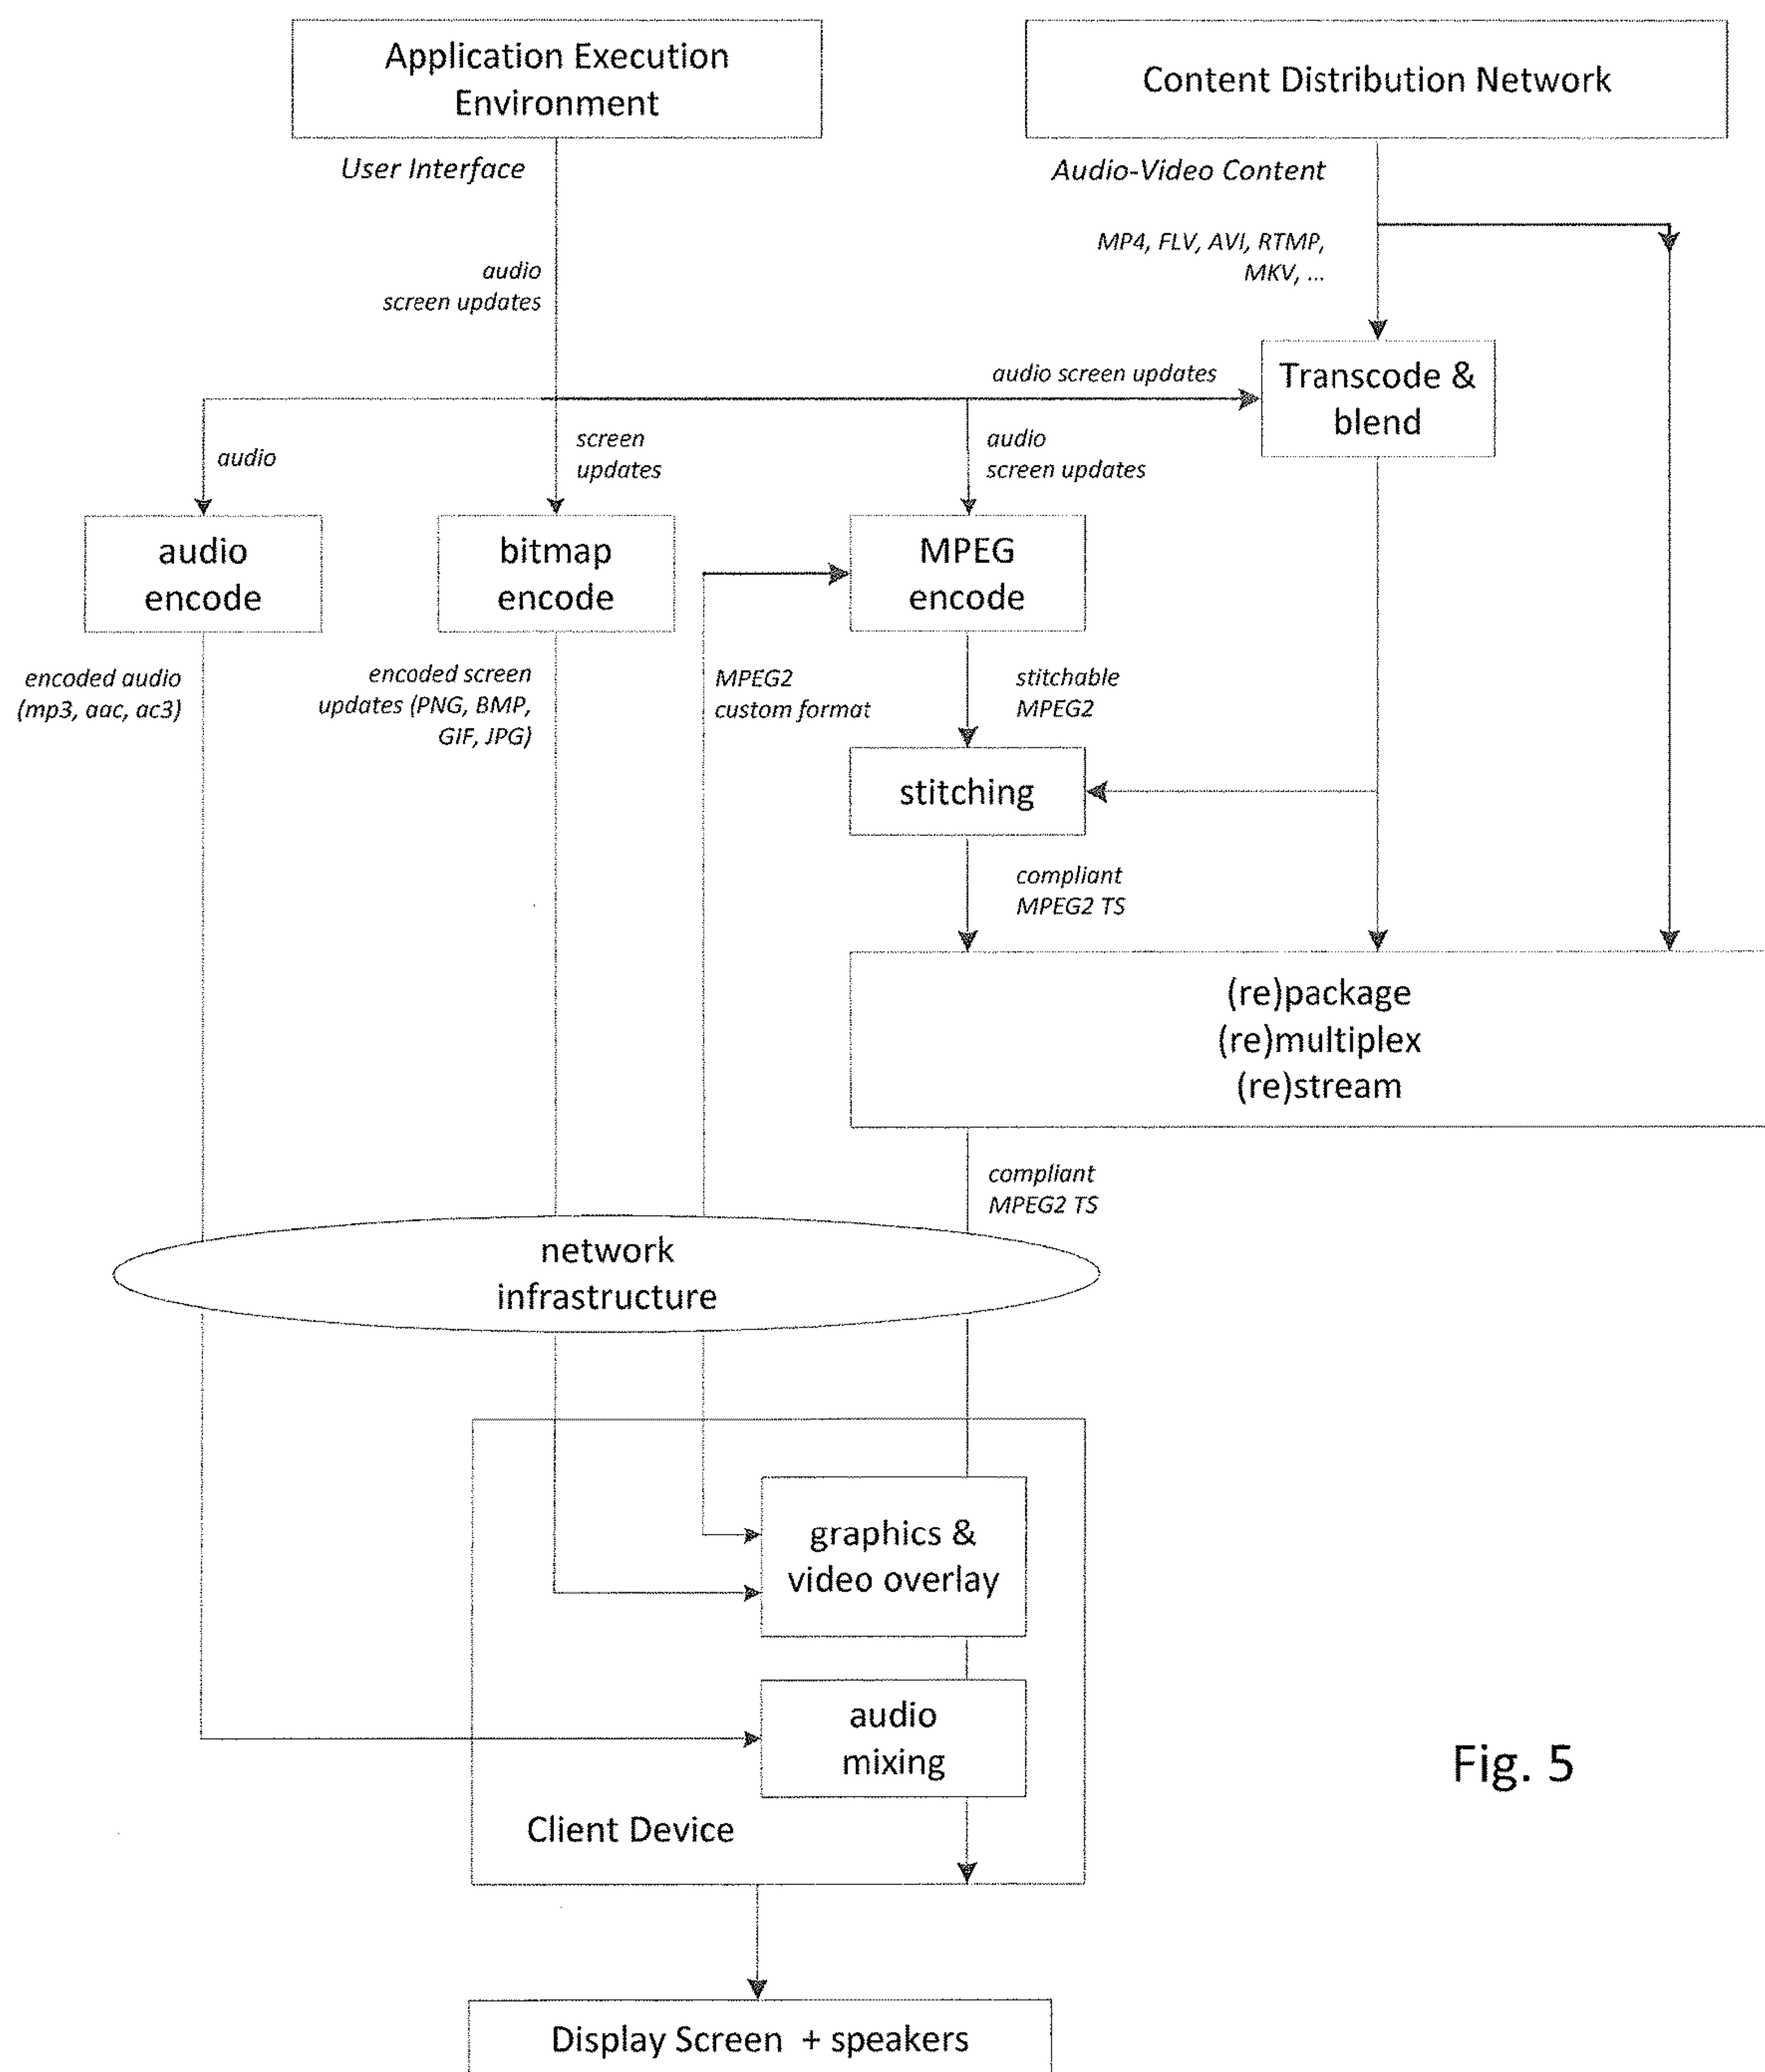 Application Execution
Environment
Content Distribution Network
User Interface
Audio-Video Content
MP4, FLV, AVI, RTMP,
MKV, ...
audio
screen updates
audio screen updates
Transcode &
blend
audio
screen
updates
audio
screen updates
audio
encode
bitmap
encode
MPEG
encode
encoded audio
(mp3, aac, ac3)
encoded screen
updates (PNG, BMP,
GIF, JPG)
MPEG2
custom format
stitchable
MPEG2
stitching
compliant
MPEG2 TS
(re)package
(re)multiplex
(re)stream
compliant
MPEG2 TS
network
infrastructure
graphics &
video overlay
audio
mixing
Client Device
Fig. 5
Display Screen + speakers